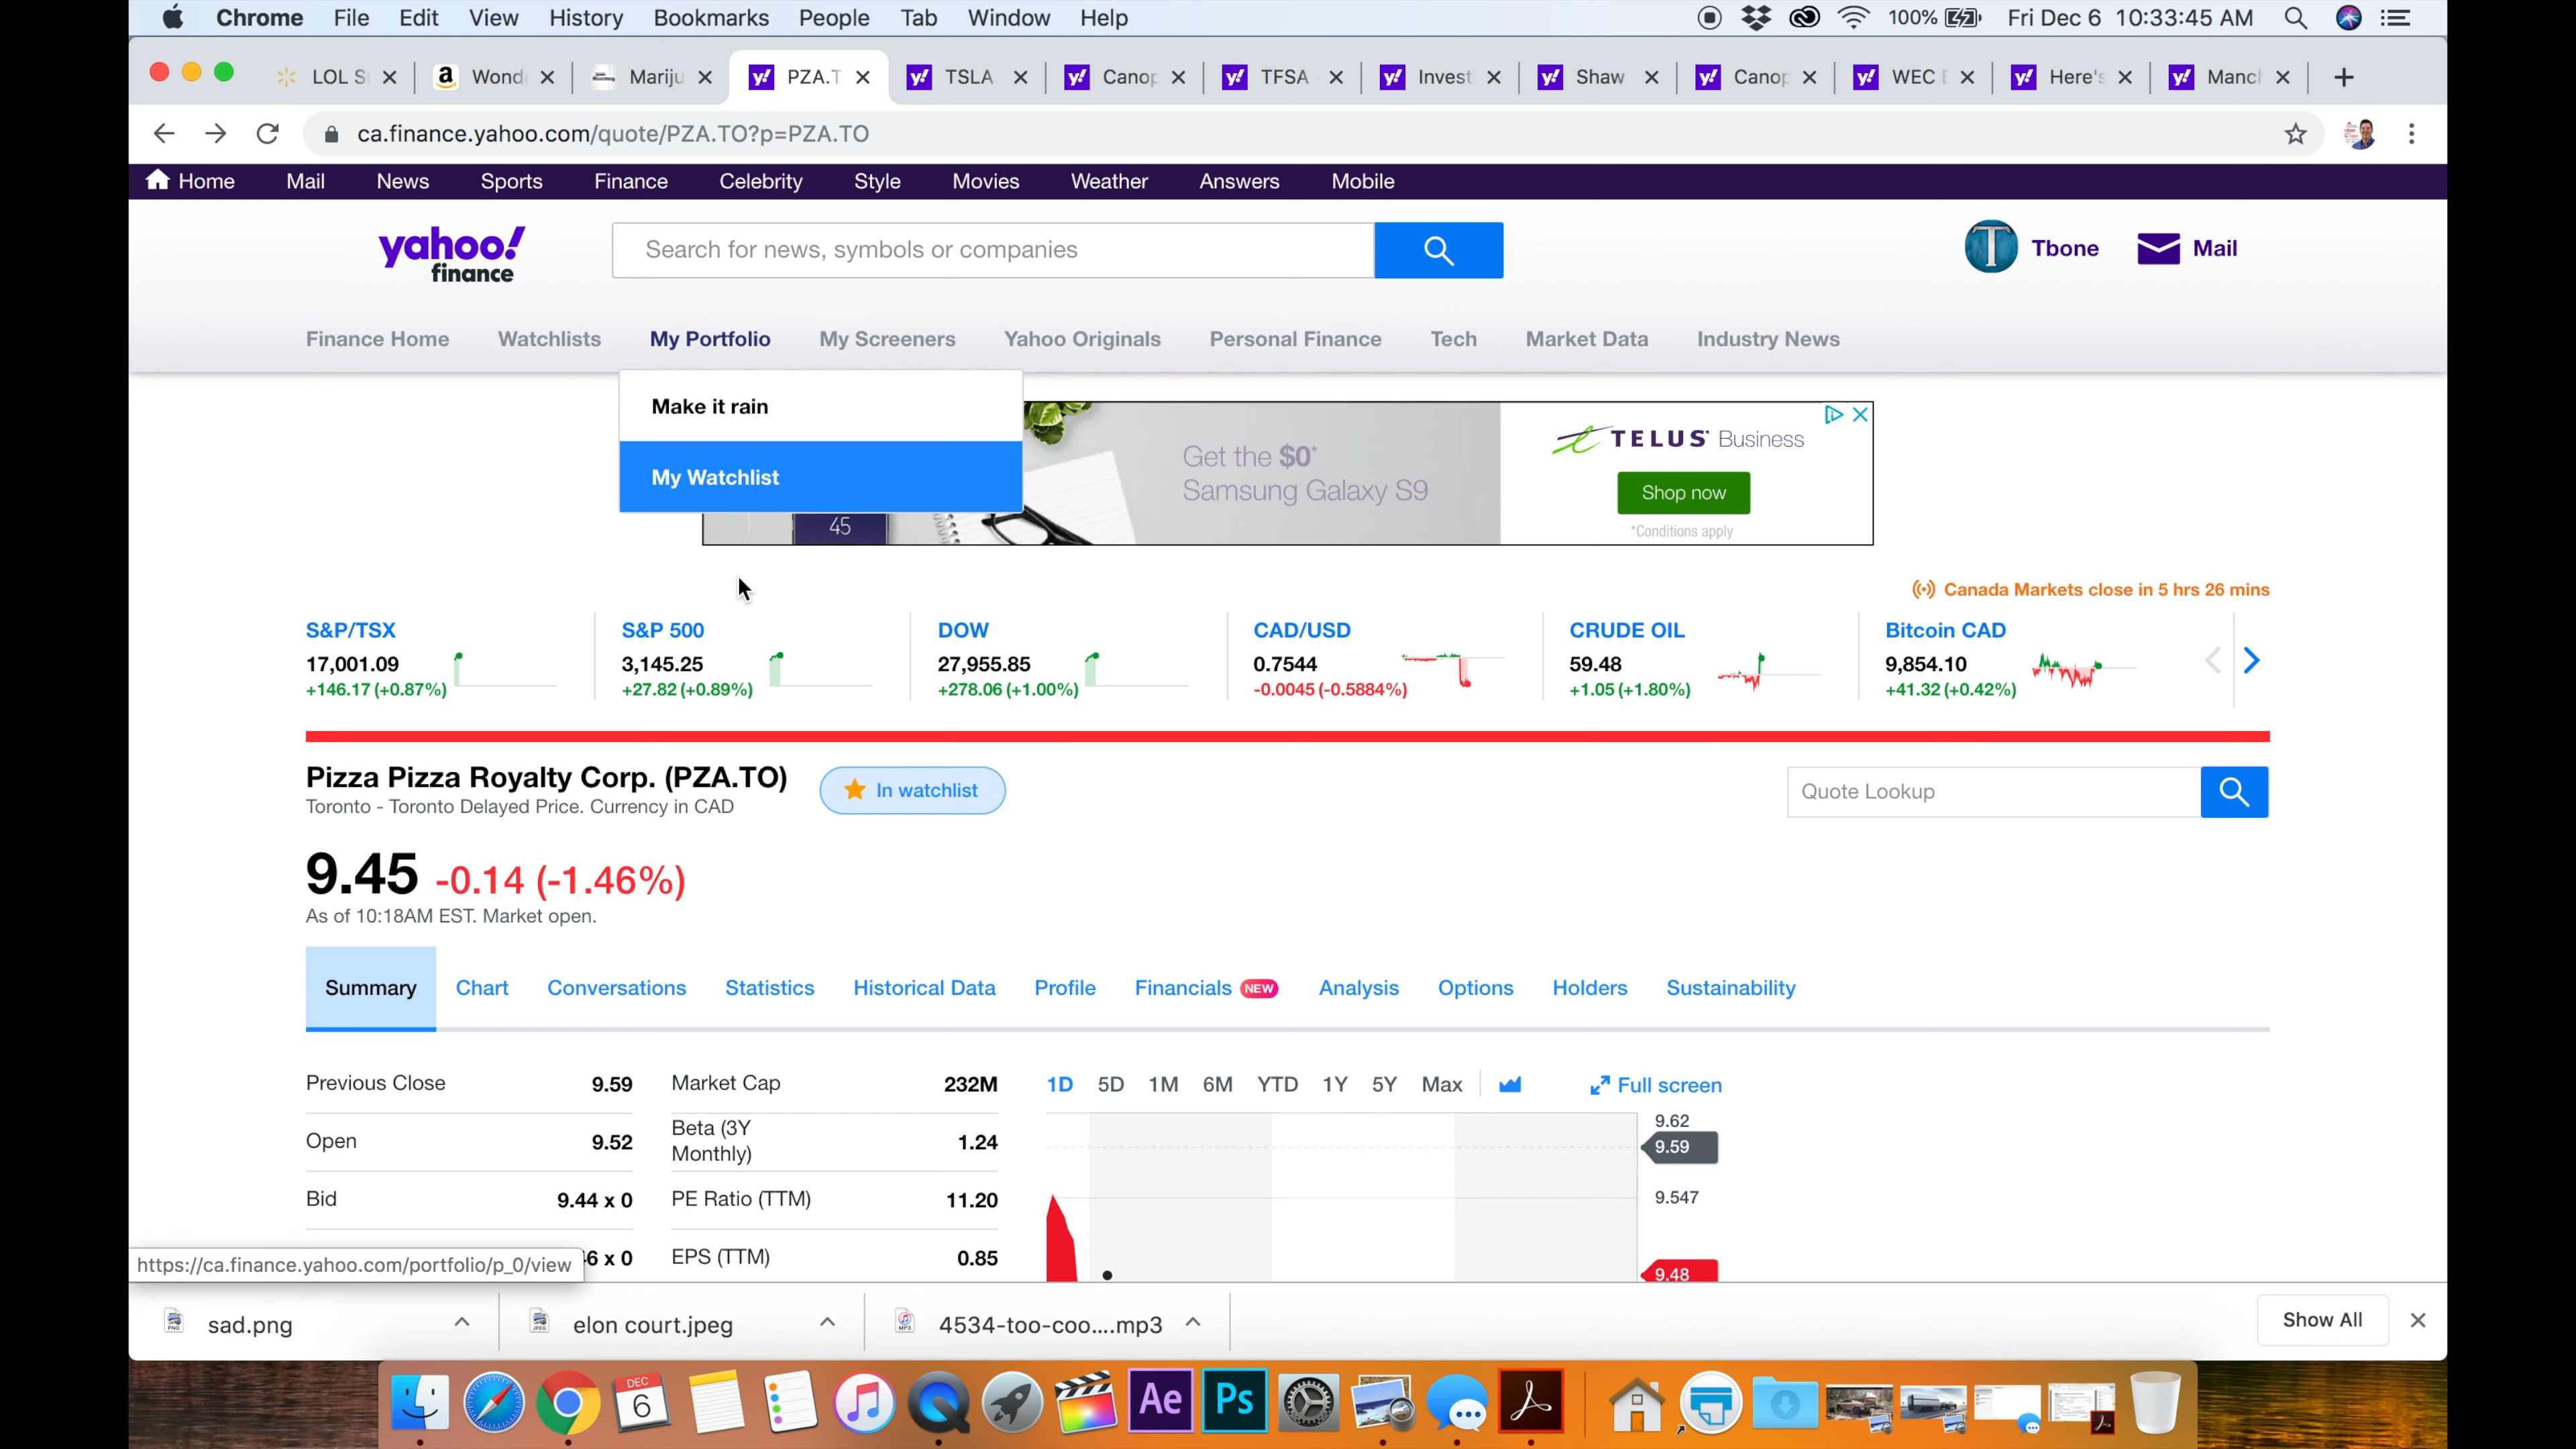 Chrome File Edit View History Bookmarks People Tab Window Help 100% Fri Dec 6 10:33:45 AM
LOL S Wond Mariju PZA.T TSLA Canop TFSA Invest Shaw Canop WEC E Here's Manch
ca.finance.yahoo.com/quote/PZA.TO?p=PZA.TO
Home Mail News Sports Finance Celebrity Style Movies Weather Answers Mobile
yahoo!
finance
Search for news, symbols or companies
T Tbone Mail
Finance Home Watchlists My Portfolio My Screeners Yahoo Originals Personal Finance Tech Market Data Industry News
Make it rain
My Watchlist
45
Get the $0*
Samsung Galaxy S9
TELUS Business
Shop now
*Conditions apply
Canada Markets close in 5 hrs 26 mins
S&P/TSX S&P 500 DOW CAD/USD CRUDE OIL Bitcoin CAD
17,001.09 3,145.25 27,955.85 0.7544 59.48 9,854.10
+146.17 (+0.87%) +27.82 (+0.89%) +278.06 (+1.00%) -0.0045 (-0.5884%) +1.05 (+1.80%) +41.32 (+0.42%)
Pizza Pizza Royalty Corp. (PZA.TO) In watchlist
Toronto - Toronto Delayed Price. Currency in CAD
Quote Lookup
9.45 -0.14 (-1.46%)
As of 10:18AM EST. Market open.
Summary Chart Conversations Statistics Historical Data Profile Financials NEW Analysis Options Holders Sustainability
Previous Close 9.59
Open 9.52
Bid 9.44 x 0
6 x 0
Market Cap 232M
Beta (3Y
Monthly) 1.24
PE Ratio (TTM) 11.20
EPS (TTM) 0.85
1D 5D 1M 6M YTD 1Y 5Y Max Full screen
9.62
9.59
9.547
9.48
https://ca.finance.yahoo.com/portfolio/p_0/view
sad.png elon court.jpeg 4534-too-coo....mp3 Show All
DEC
6
Ae Ps